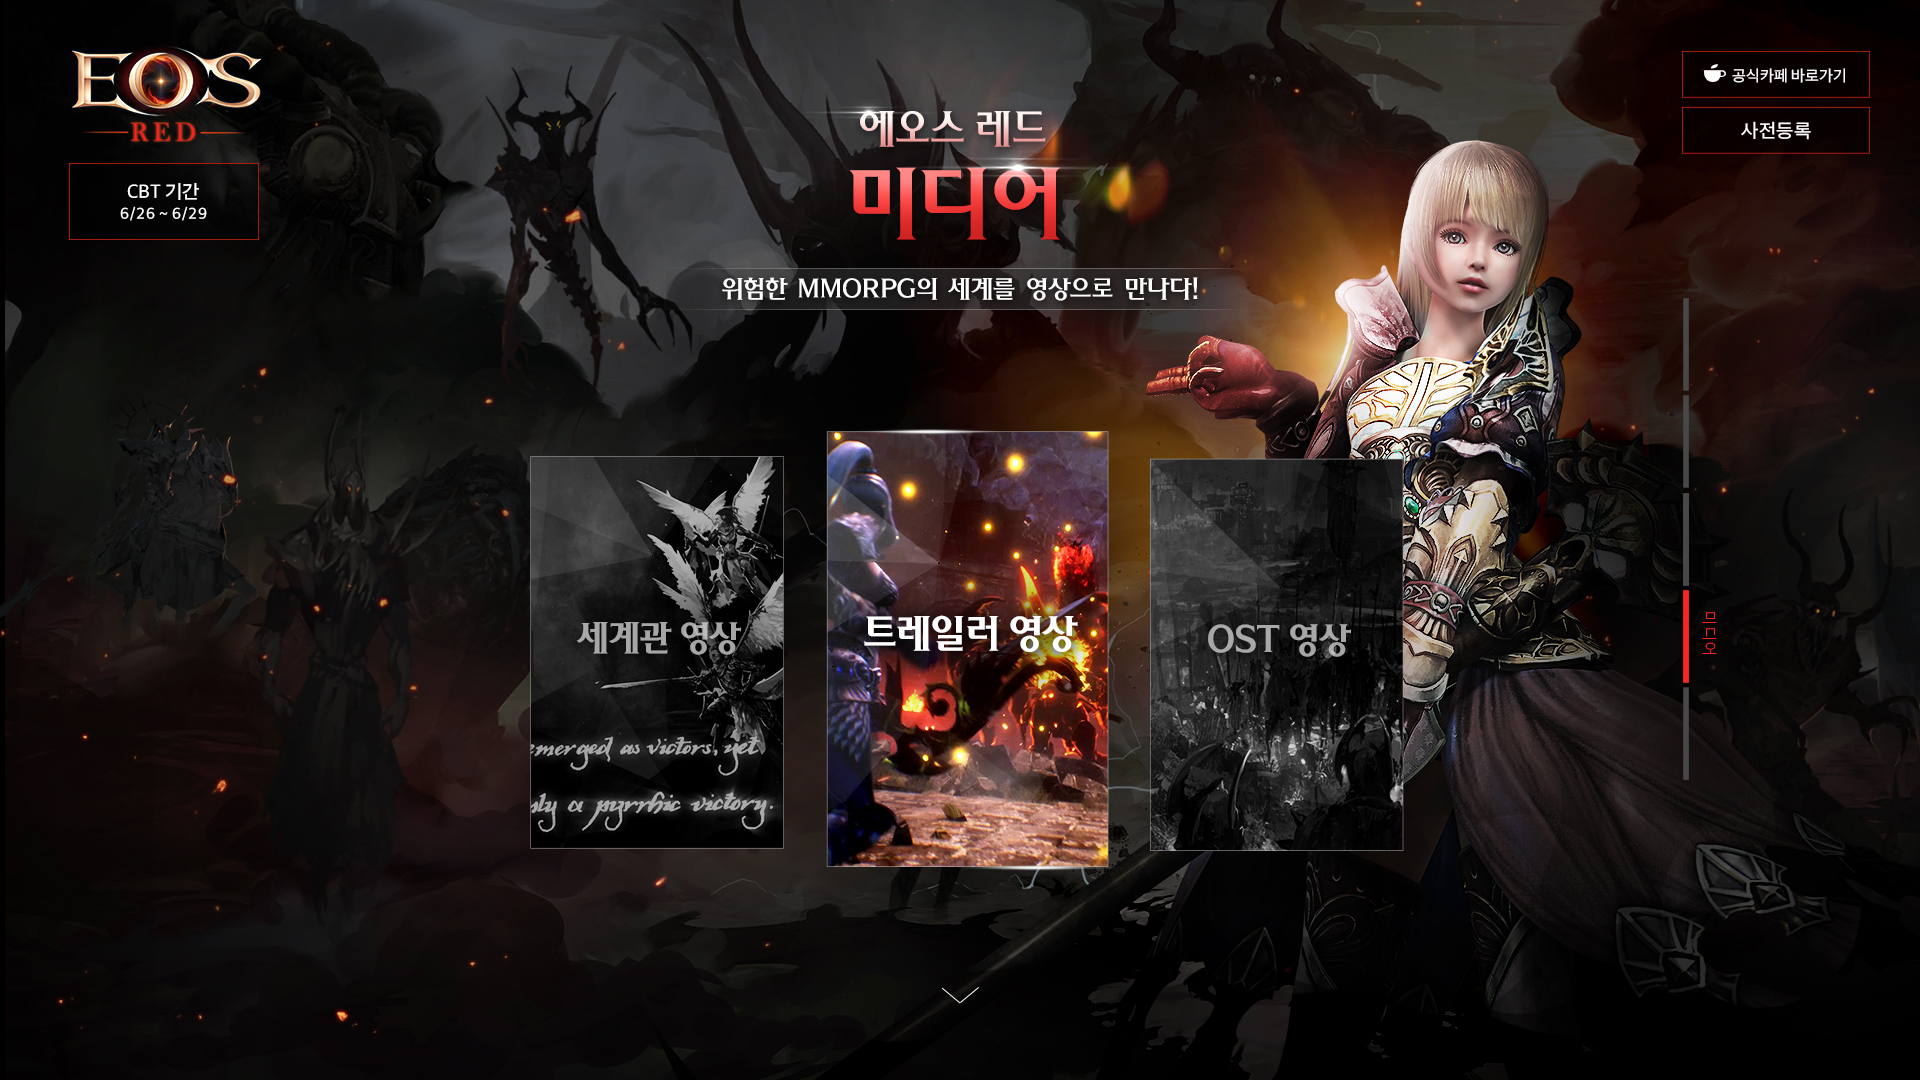 EOS
RED
CBT 기간
6/26 ~ 6/29
공식카페 바로가기
사전등록
에오스 레드
미디어
위험한 MMORPG의 세계를 영상으로 만나다!
세계관 영상
emerged as victors, yet
a pyrrhic victory.
트레일러 영상
OST 영상
미디어